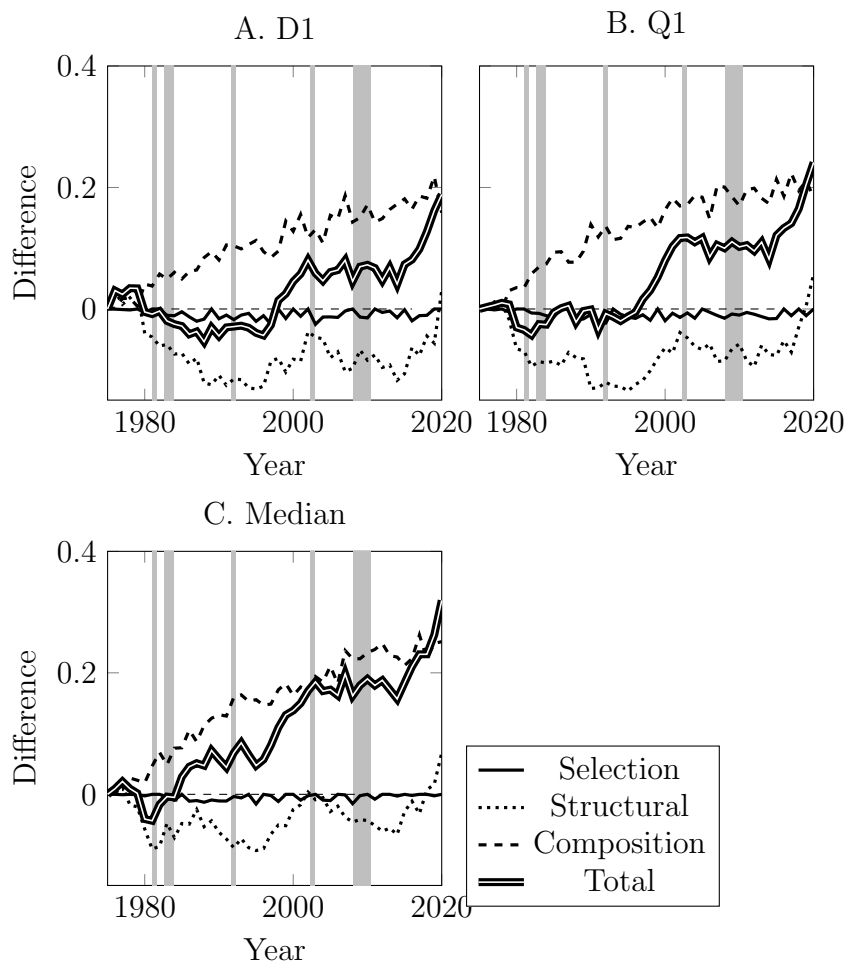 A. D1
0.4
0.2
0
Difference
1980 2000 2020
Year
B. Q1
1980 2000 2020
Year
C. Median
0.4
0.2
0
Difference
1980 2000 2020
Year
Selection
Structural
Composition
Total